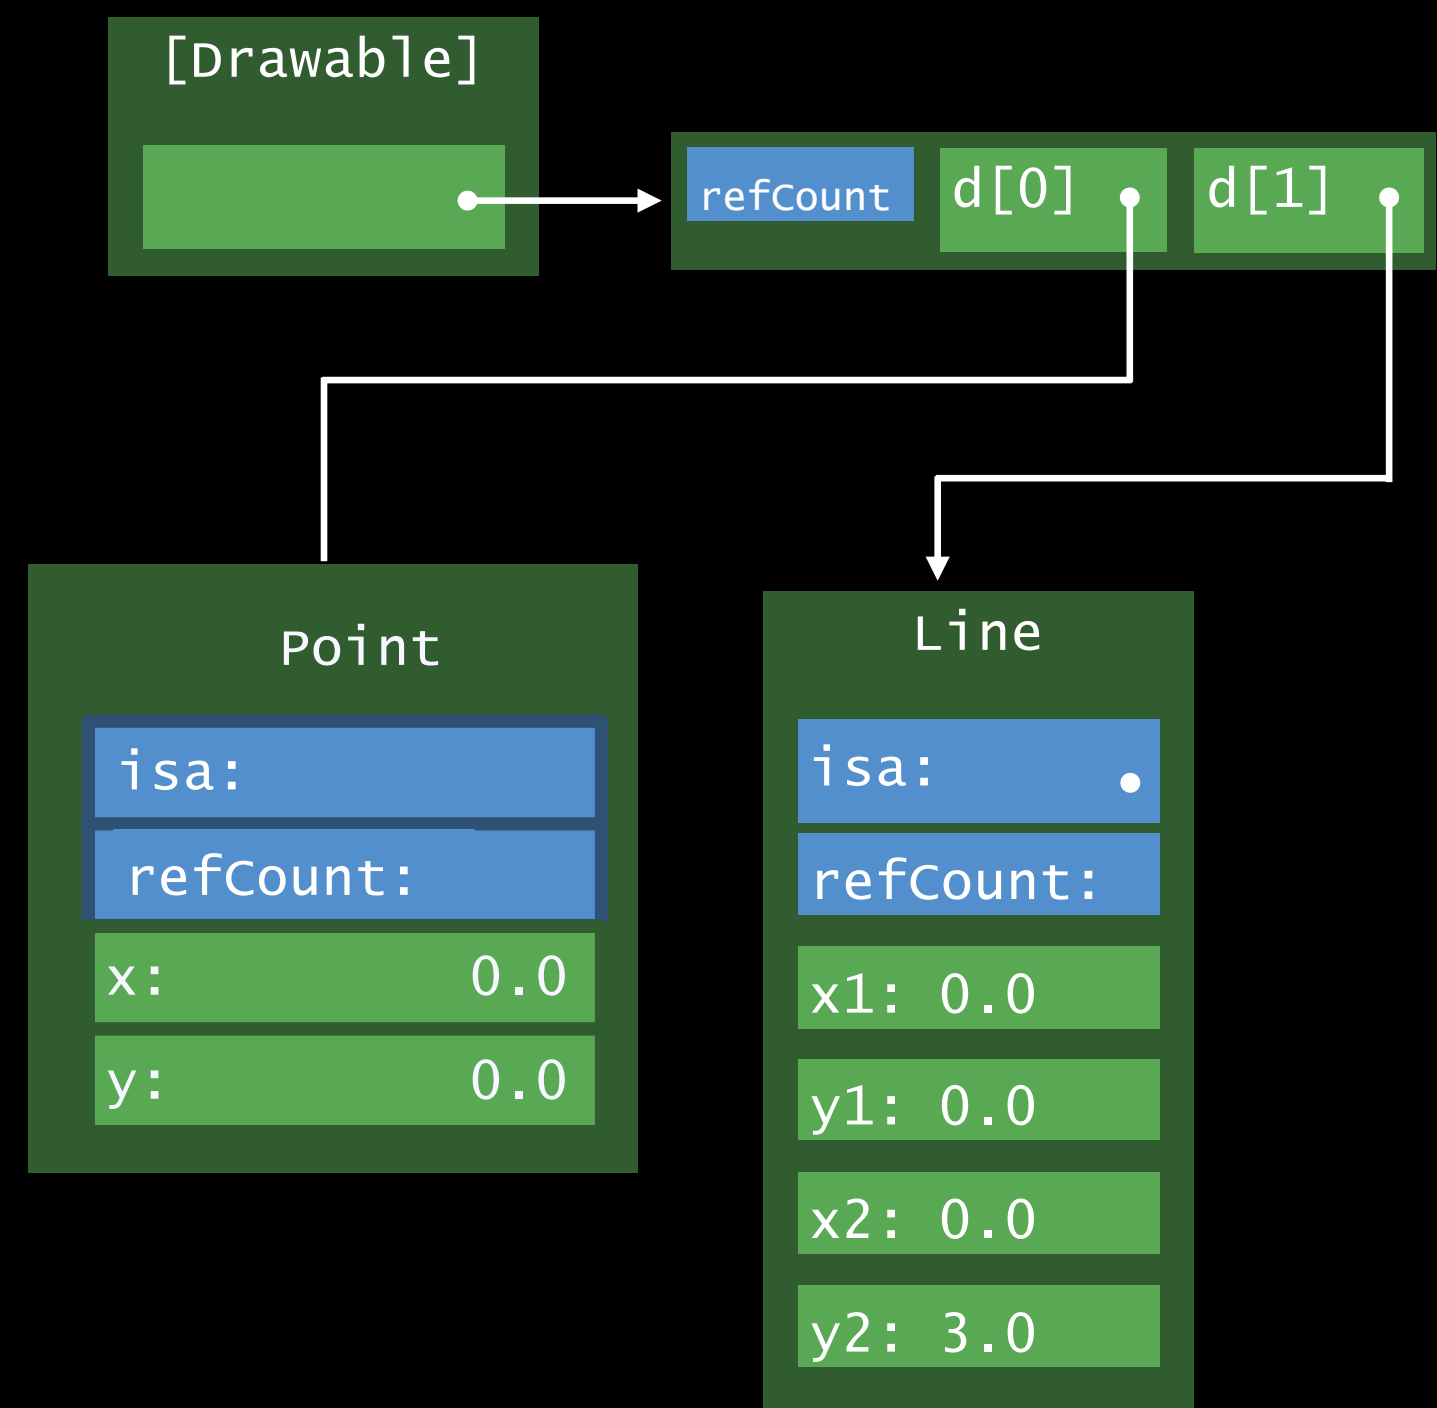 [Drawable]
refCount
d[0]
d[1]
Point
isa:
refCount:
x: 0.0
y: 0.0
Line
isa:
refCount:
x1: 0.0
y1: 0.0
x2: 0.0
y2: 3.0